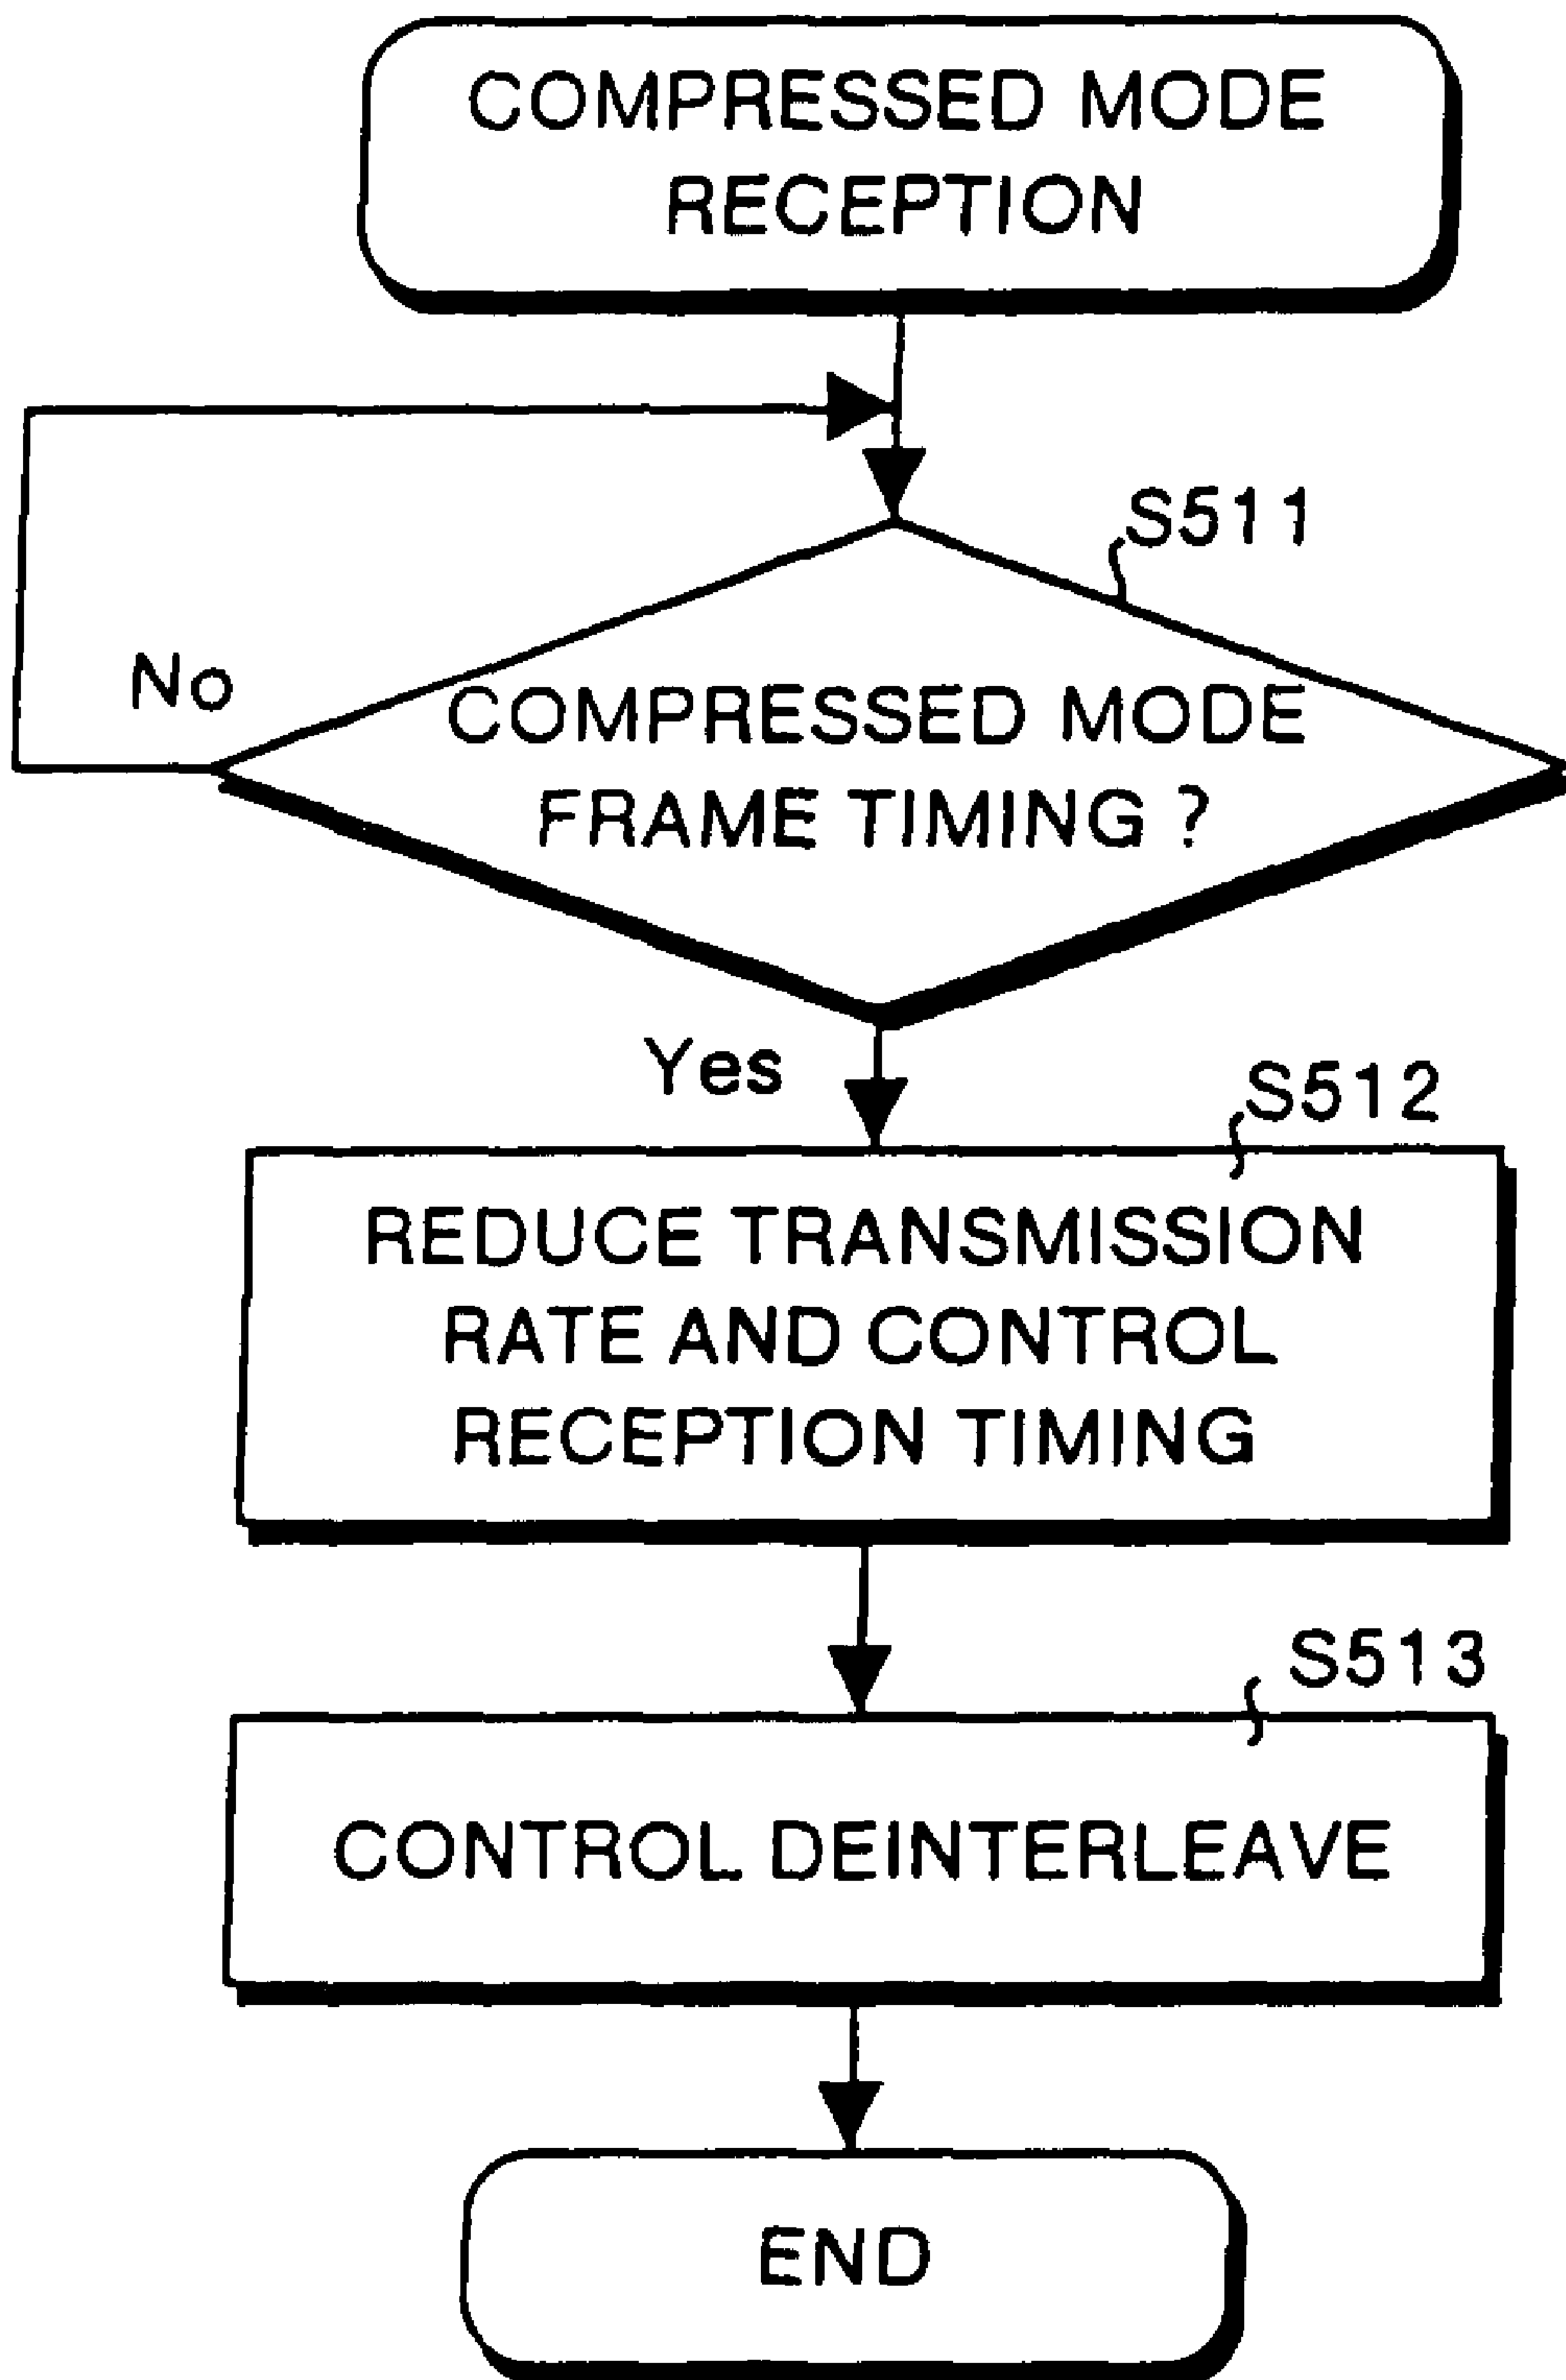 COMPRESSED MODE
RECEPTION
S511
No
COMPRESSED MODE
FRAME TIMING ?
Yes
S512
REDUCE TRANSMISSION
RATE AND CONTROL
RECEPTION TIMING
S513
CONTROL DEINTERLEAVE
END